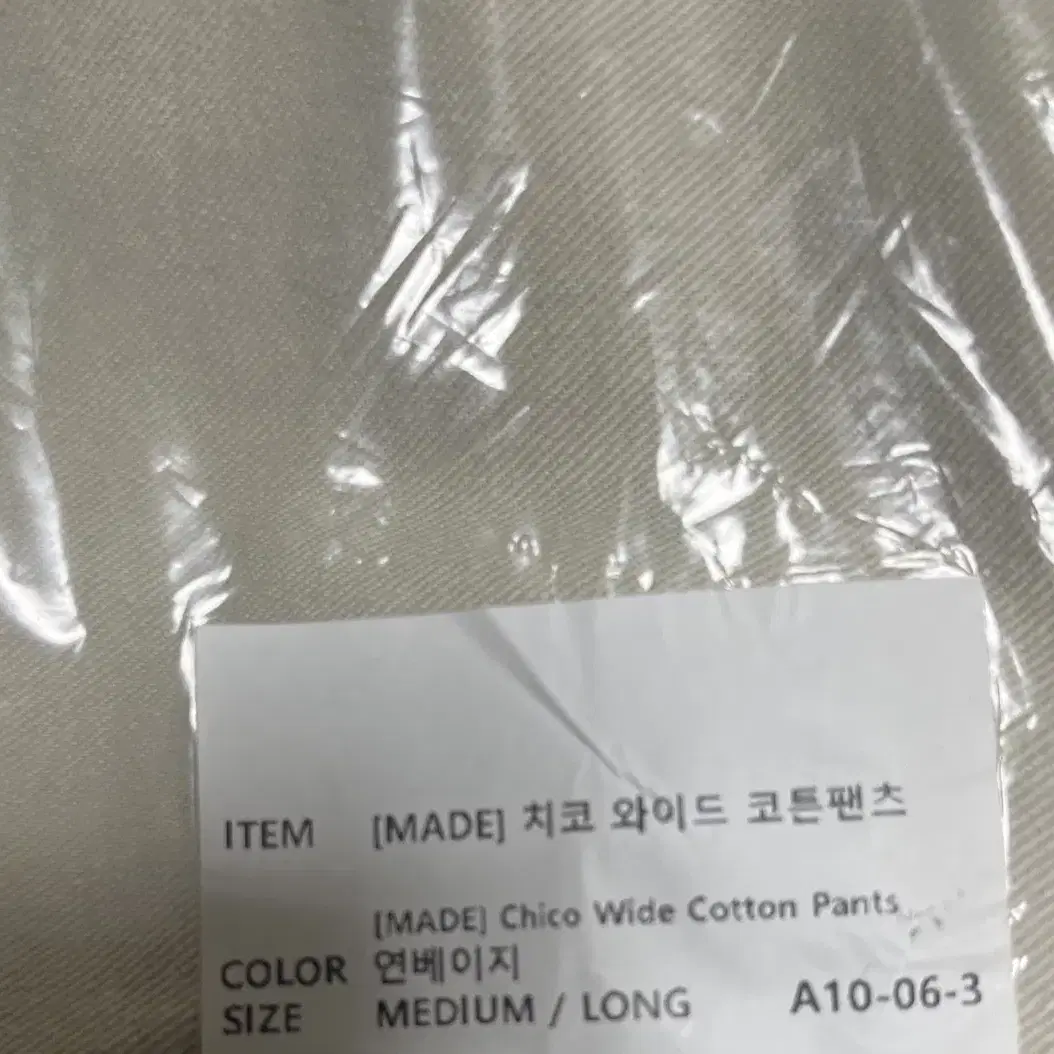 ITEM [MADE] 치코 와이드 코튼팬츠
[MADE] Chico Wide Cotton Pants
COLOR 연베이지
SIZE MEDIUM / LONG A10-06-3